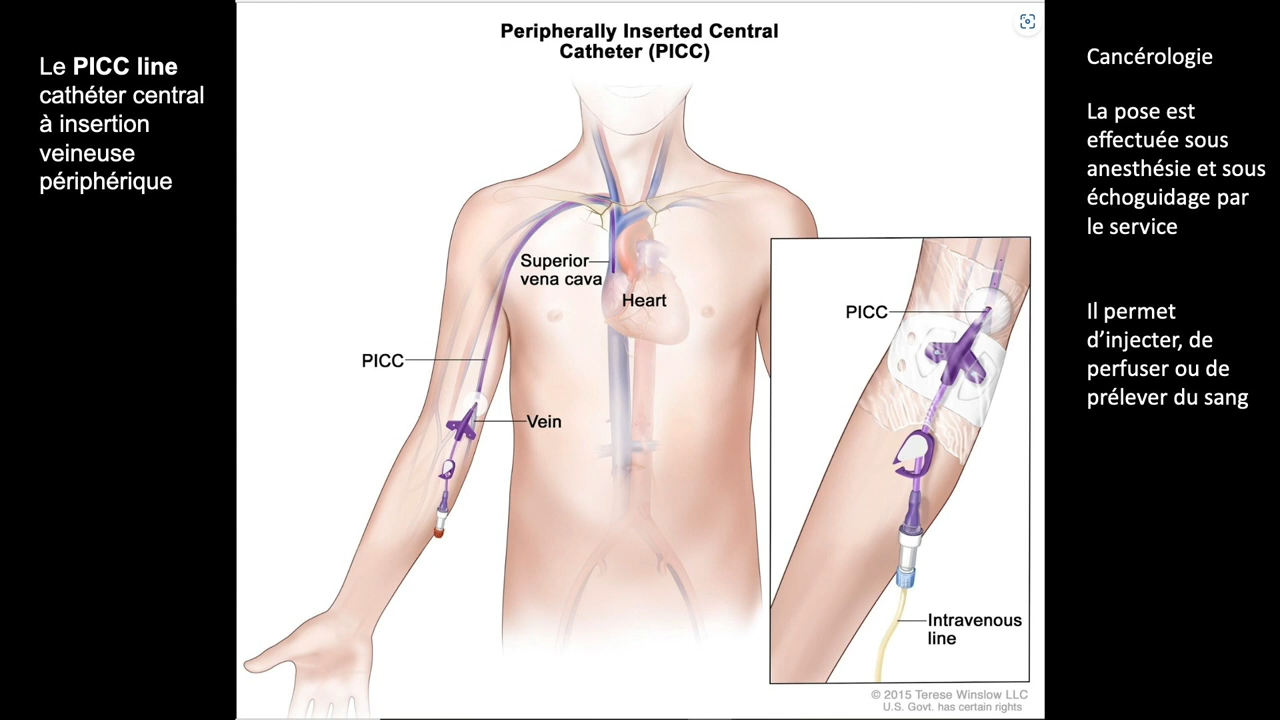 Le PICC line
cathéter central
à insertion
veineuse
périphérique
Peripherally Inserted Central
Catheter (PICC)
Superior
vena cava
Heart
PICC
Vein
PICC
Intravenous
line
© 2015 Terese Winslow LLC
U.S. Govt. has certain rights
Cancérologie
La pose est
effectuée sous
anesthésie et sous
échoguidage par
le service
Il permet
d’injecter, de
perfuser ou de
prélever du sang